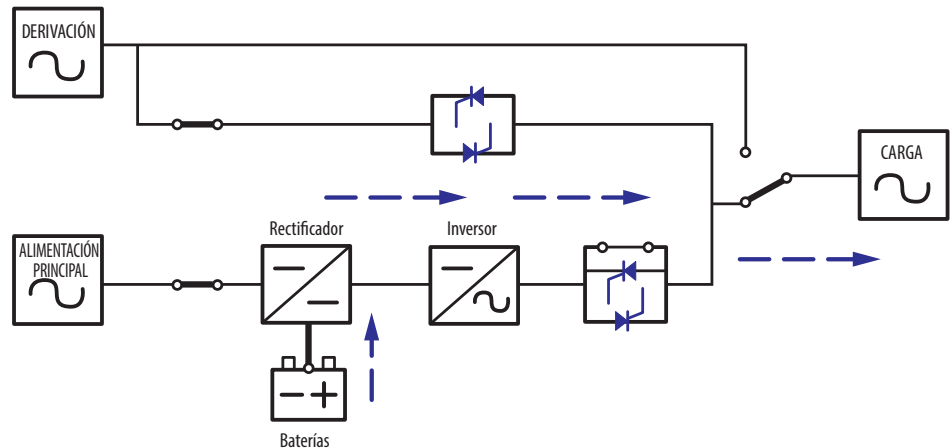 DERIVACIÓN
CARGA
Rectificador
Inversor
ALIMENTACIÓN
PRINCIPAL
Baterías